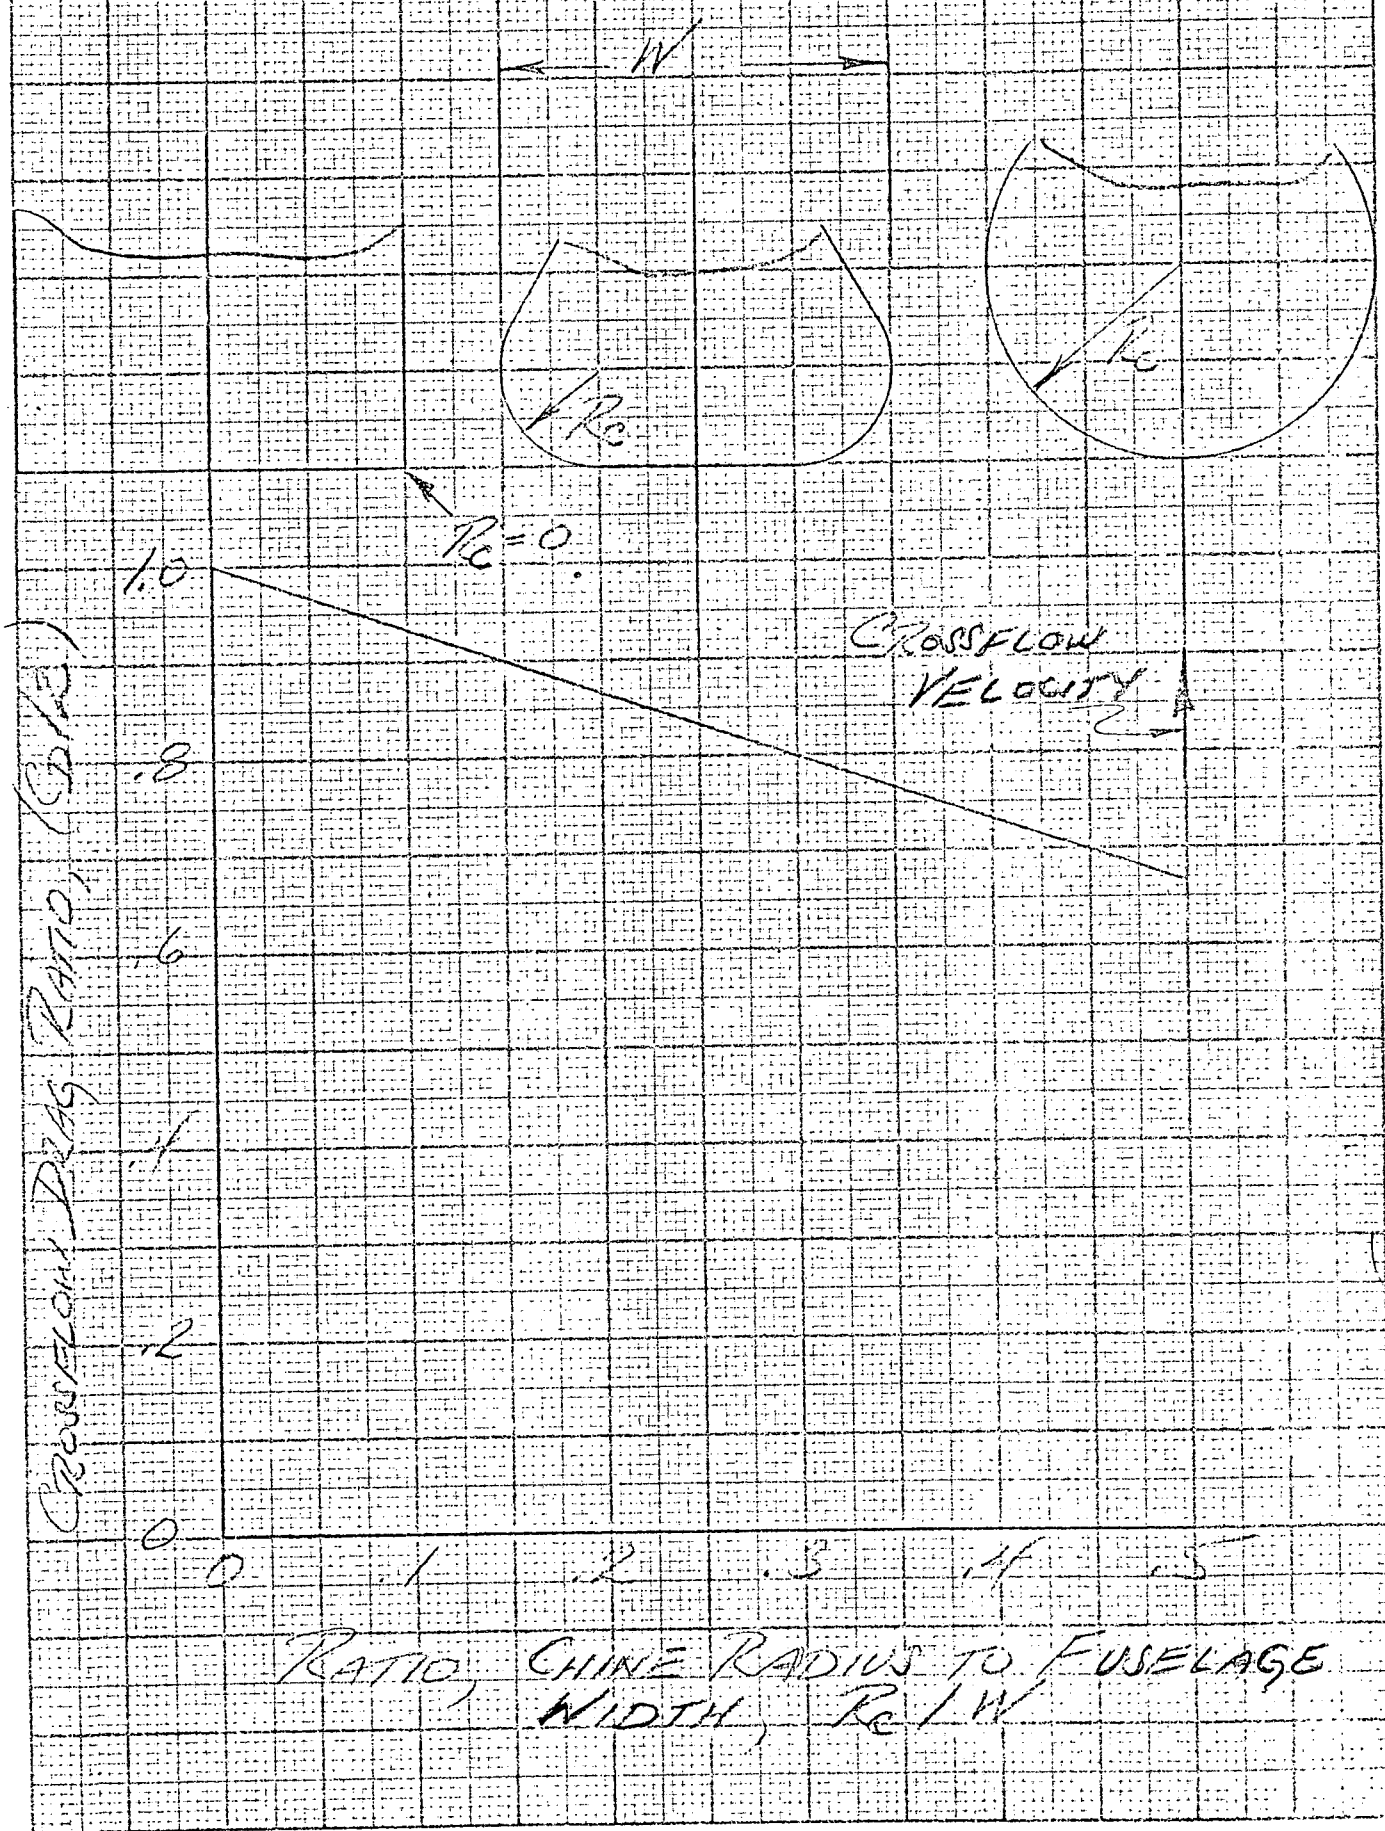 W
Rc
Rc
Rc=0
1.0
CROSSFLOW
VELOCITY
.8
.6
.4
.2
0
CROSSFLOW DRAG RATIO,
0 .1 .2 .3 .4 .5
RATIO, CHINE RADIUS TO FUSELAGE
WIDTH, Rc/W